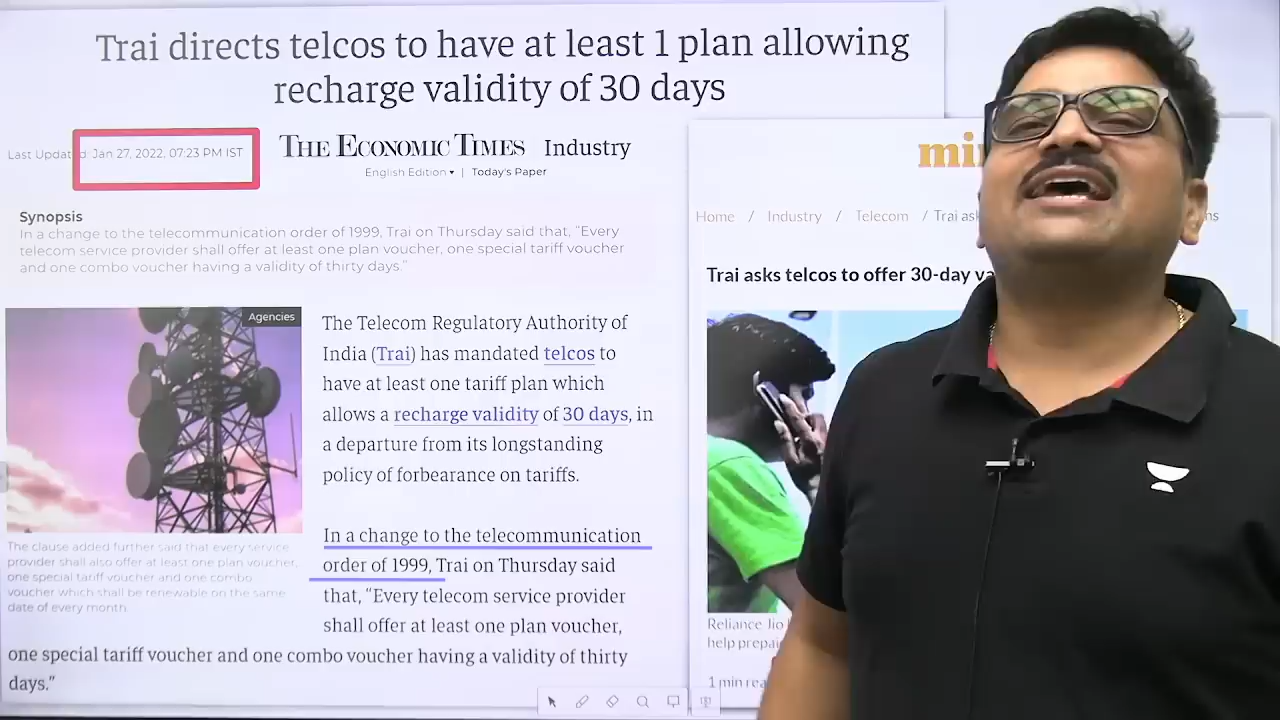 Trai directs telcos to have at least 1 plan allowing
recharge validity of 30 days
Last Updated: Jan 27, 2022, 07:23 PM IST
THE ECONOMIC TIMES Industry
English Edition ▾ | Today's Paper
Synopsis
In a change to the telecommunication order of 1999, Trai on Thursday said that, "Every
telecom service provider shall offer at least one plan voucher, one special tariff voucher
and one combo voucher having a validity of thirty days."
Agencies
The clause added further said that every service
provider shall also offer at least one plan voucher,
one special tariff voucher and one combo
voucher which shall be renewable on the same
date of every month.
The Telecom Regulatory Authority of
India (Trai) has mandated telcos to
have at least one tariff plan which
allows a recharge validity of 30 days, in
a departure from its longstanding
policy of forbearance on tariffs.
In a change to the telecommunication
order of 1999, Trai on Thursday said
that, "Every telecom service provider
shall offer at least one plan voucher,
one special tariff voucher and one combo voucher having a validity of thirty
days."
Home / Industry / Telecom / Trai
Trai asks telcos to offer 30-day
Reliance Jio
help
1 min